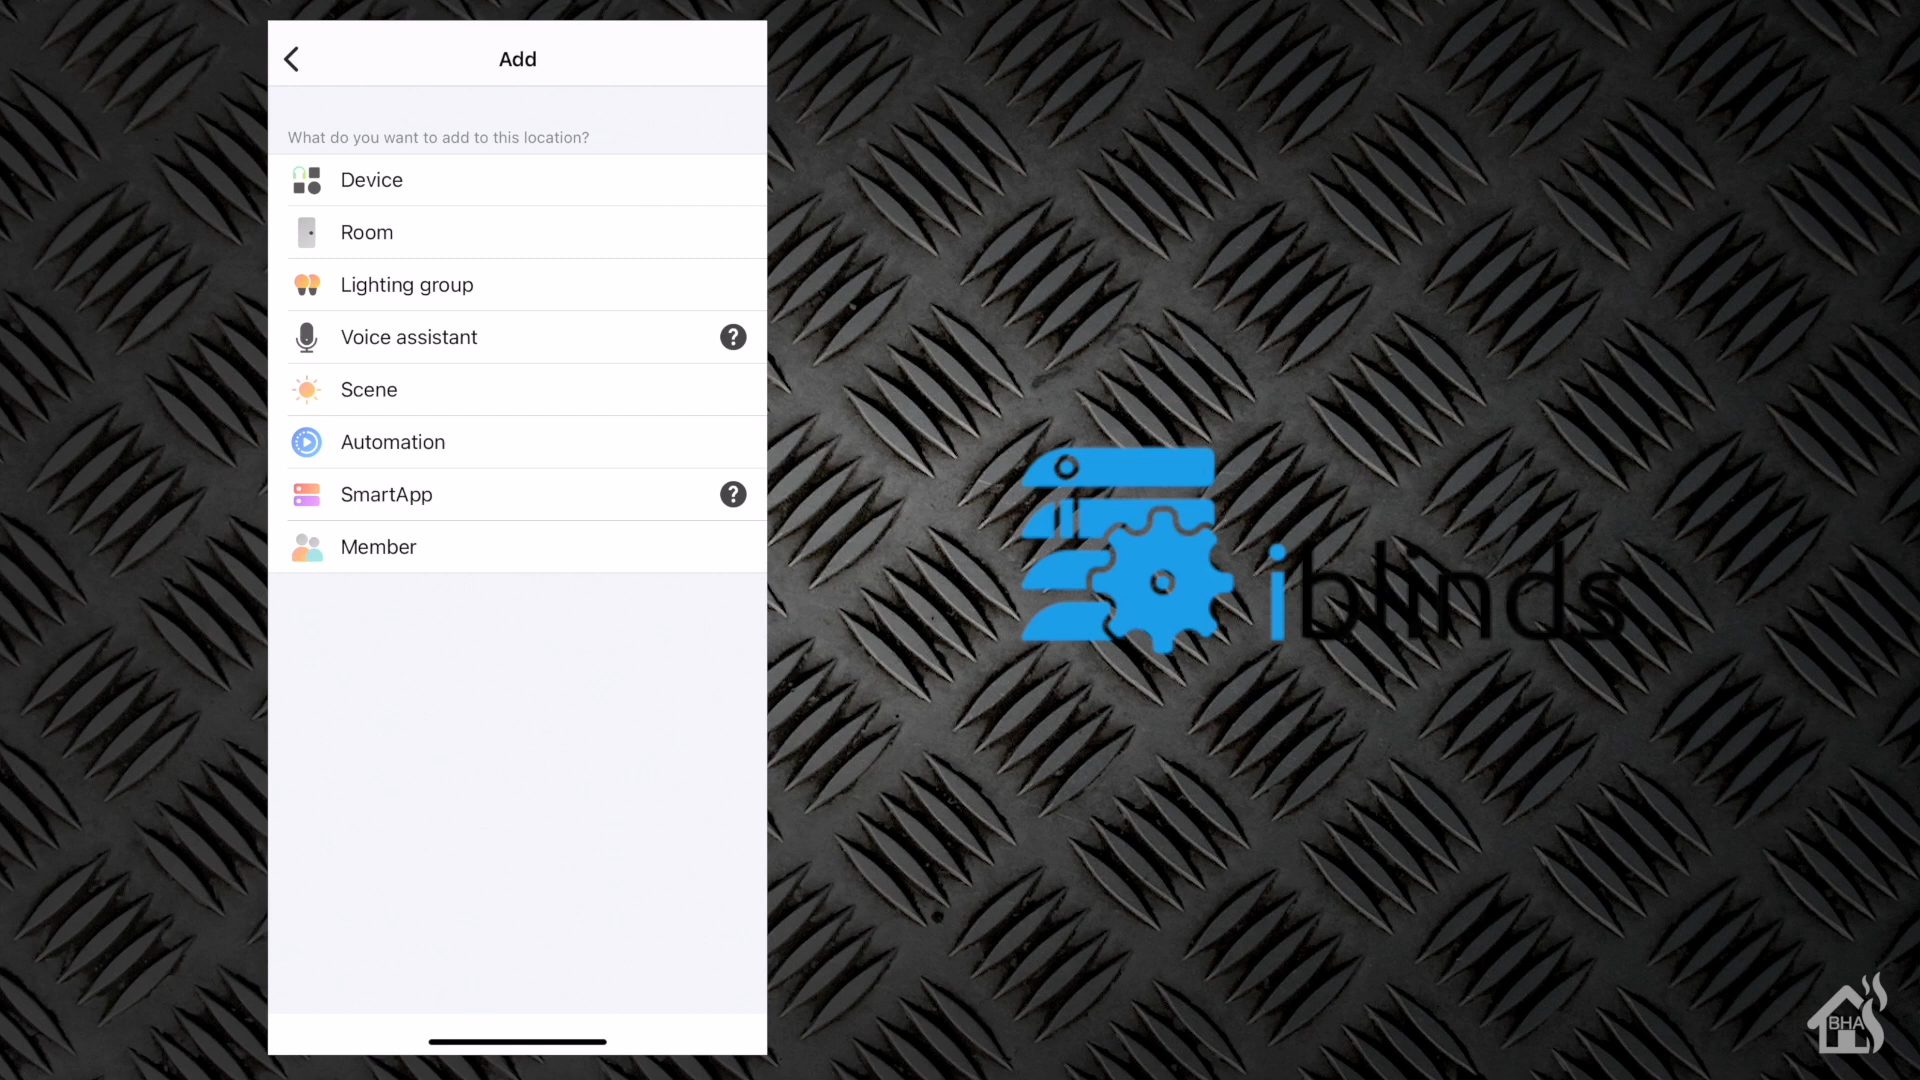 Add
What do you want to add to this location?
Device
Room
Lighting group
Voice assistant
?
Scene
Automation
SmartApp
?
Member
iblinds
BHA